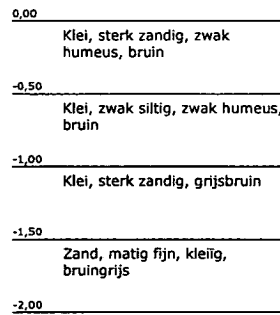 0,00
Klei, sterk zandig, zwak
humeus, bruin
-0,50
Klei, zwak siltig, zwak humeus,
bruin
-1,00
Klei, sterk zandig, grijsbruin
-1,50
Zand, matig fijn, kleiïg,
bruingrijs
-2,00